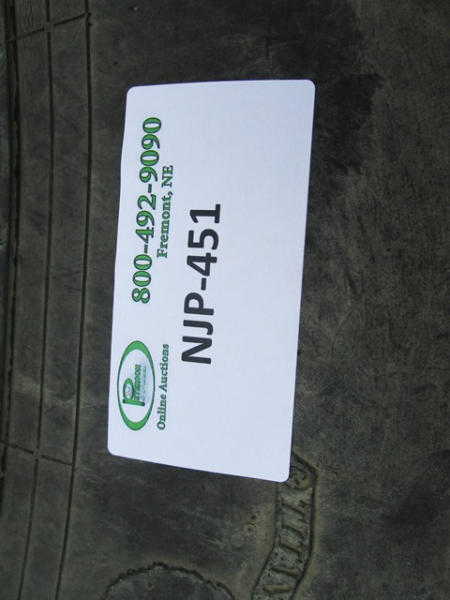 800-492-9090
Fremont, NE
Online Auctions
NJP-451